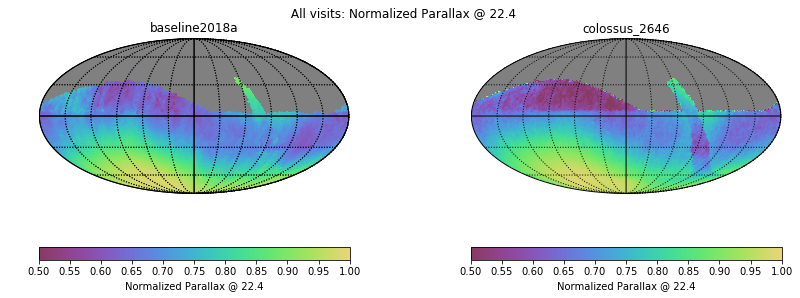 All visits: Normalized Parallax @ 22.4
baseline2018a
colossus_2646
0.50 0.55 0.60 0.65 0.70 0.75 0.80 0.85 0.90 0.95 1.00
Normalized Parallax @ 22.4
0.50 0.55 0.60 0.65 0.70 0.75 0.80 0.85 0.90 0.95 1.00
Normalized Parallax @ 22.4